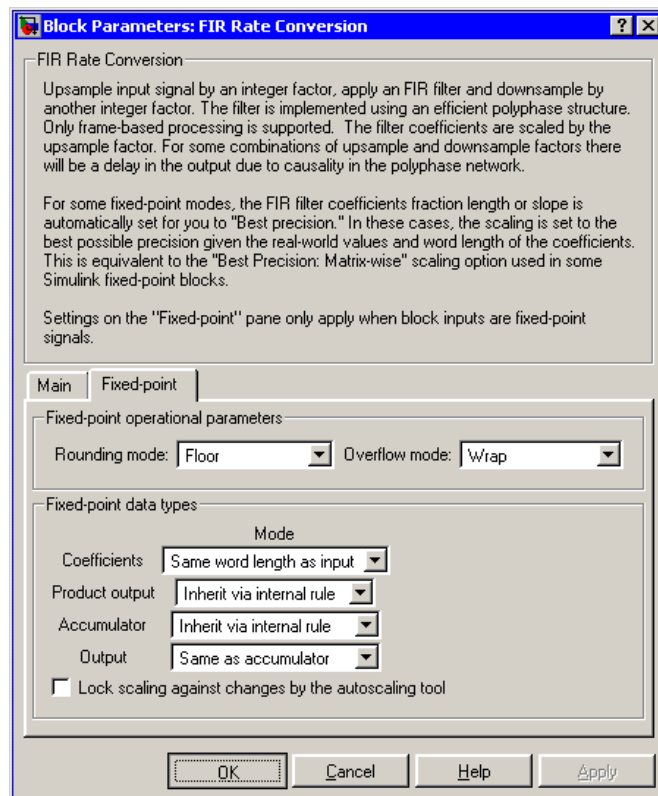 Block Parameters: FIR Rate Conversion
FIR Rate Conversion
Upsample input signal by an integer factor, apply an FIR filter and downsample by
another integer factor. The filter is implemented using an efficient polyphase structure.
Only frame-based processing is supported.  The filter coefficients are scaled by the
upsample factor. For some combinations of upsample and downsample factors there
will be a delay in the output due to causality in the polyphase network.
For some fixed-point modes, the FIR filter coefficients fraction length or slope is
automatically set for you to "Best precision." In these cases, the scaling is set to the
best possible precision given the real-world values and word length of the coefficients.
This is equivalent to the "Best Precision: Matrix-wise" scaling option used in some
Simulink fixed-point blocks.
Settings on the "Fixed-point" pane only apply when block inputs are fixed-point
signals.
Main Fixed-point
Fixed-point operational parameters
Rounding mode: Floor Overflow mode: Wrap
Fixed-point data types
Mode
Coefficients Same word length as input
Product output Inherit via internal rule
Accumulator Inherit via internal rule
Output Same as accumulator
Lock scaling against changes by the autoscaling tool
OK Cancel Help Apply